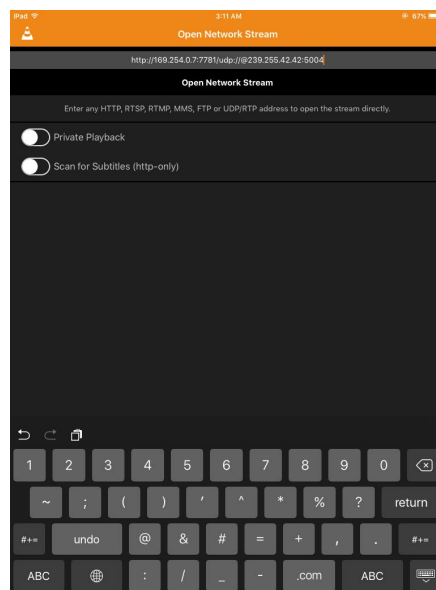 iPad 3:11 AM 67%
Open Network Stream
http://169.254.0.7:7781/udp://@239.255.42.42:5004
Open Network Stream
Enter any HTTP, RTSP, RTMP, MMS, FTP or UDP/RTP address to open the stream directly.
Private Playback
Scan for Subtitles (http-only)
1 2 3 4 5 6 7 8 9 0
~ ; ( ) ' ^ * % ? return
#+= undo @ & # = + , . #+=
ABC : / _ - .com ABC